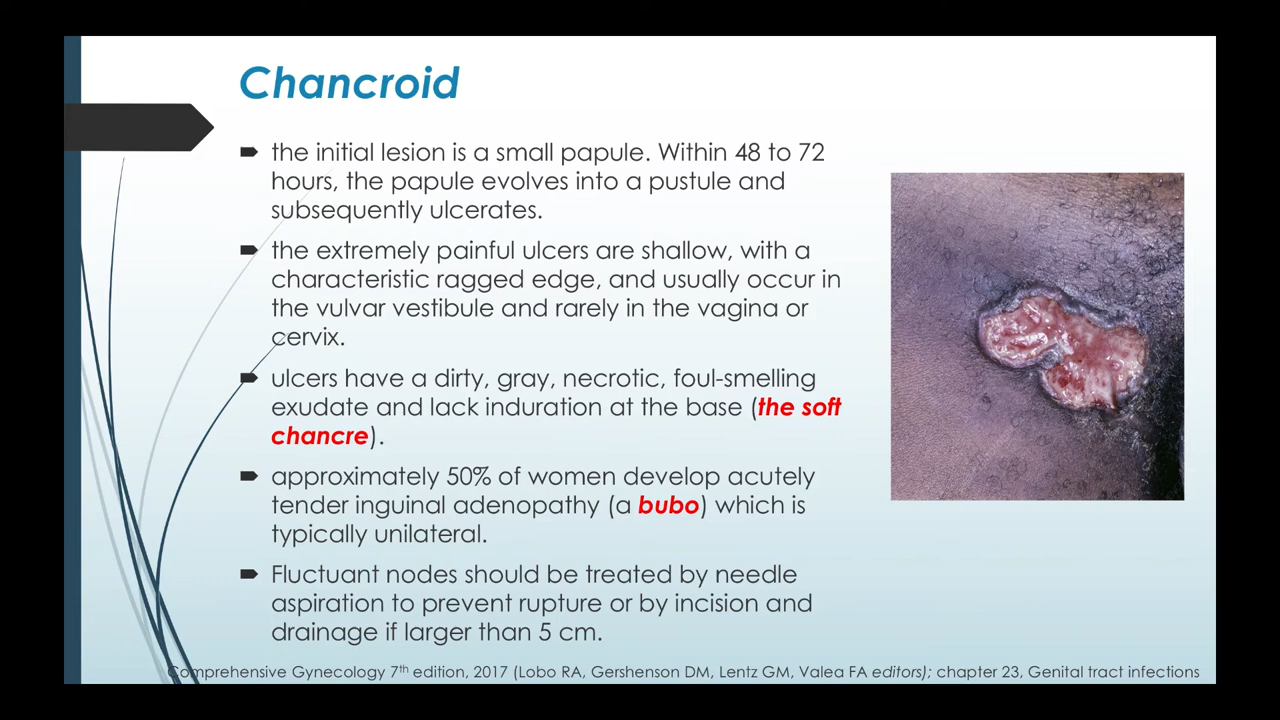 Chancroid
the initial lesion is a small papule. Within 48 to 72
hours, the papule evolves into a pustule and
subsequently ulcerates.
the extremely painful ulcers are shallow, with a
characteristic ragged edge, and usually occur in
the vulvar vestibule and rarely in the vagina or
cervix.
ulcers have a dirty, gray, necrotic, foul-smelling
exudate and lack induration at the base (the soft
chancre).
approximately 50% of women develop acutely
tender inguinal adenopathy (a bubo) which is
typically unilateral.
Fluctuant nodes should be treated by needle
aspiration to prevent rupture or by incision and
drainage if larger than 5 cm.
Comprehensive Gynecology 7th edition, 2017 (Lobo RA, Gershenson DM, Lentz GM, Valea FA editors); chapter 23, Genital tract infections